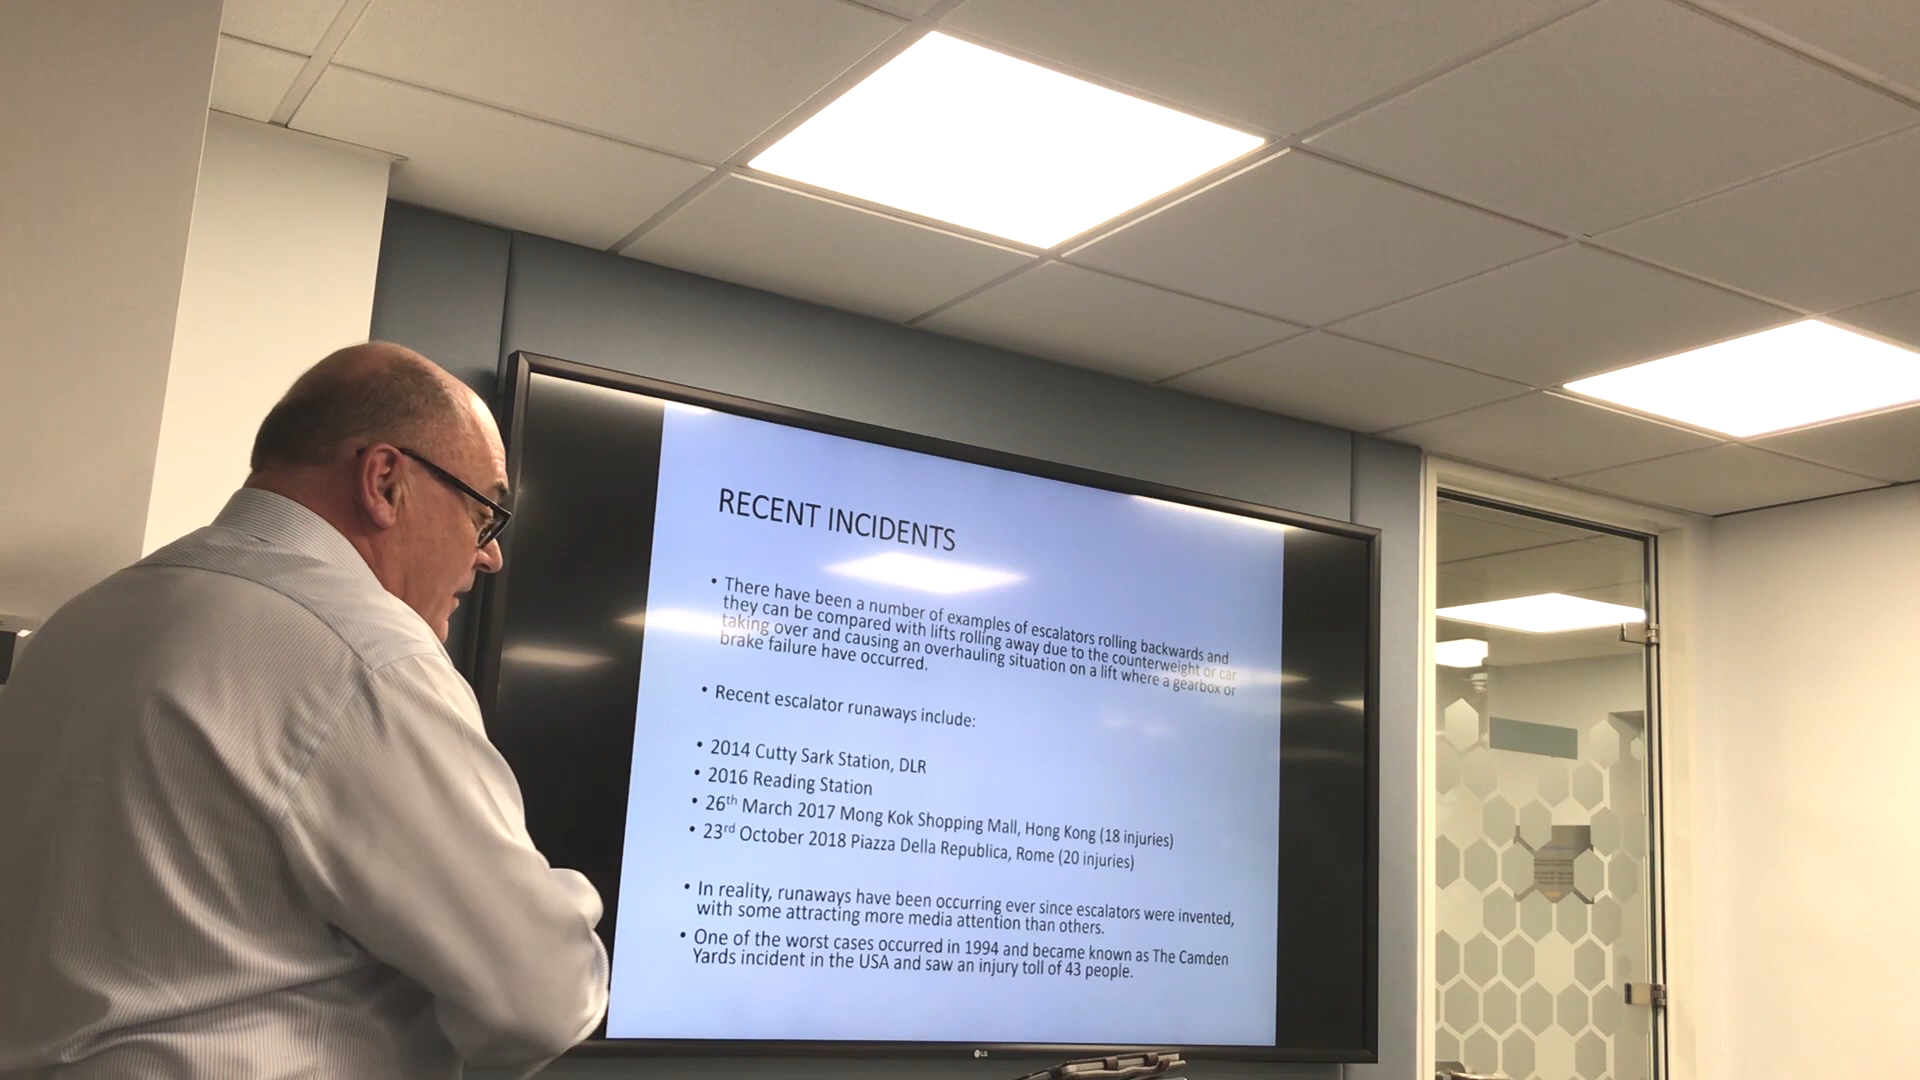 RECENT INCIDENTS
• There have been a number of examples of escalators rolling backwards and
they can be compared with lifts rolling away due to the counterweight or car
taking over and causing an overhauling situation on a lift where a gearbox or
brake failure have occurred.
• Recent escalator runaways include:
• 2014 Cutty Sark Station, DLR
• 2016 Reading Station
• 26th March 2017 Mong Kok Shopping Mall, Hong Kong (18 injuries)
• 23rd October 2018 Piazza Della Republica, Rome (20 injuries)
• In reality, runaways have been occurring ever since escalators were invented,
with some attracting more media attention than others.
• One of the worst cases occurred in 1994 and became known as The Camden
Yards incident in the USA and saw an injury toll of 43 people.
LG